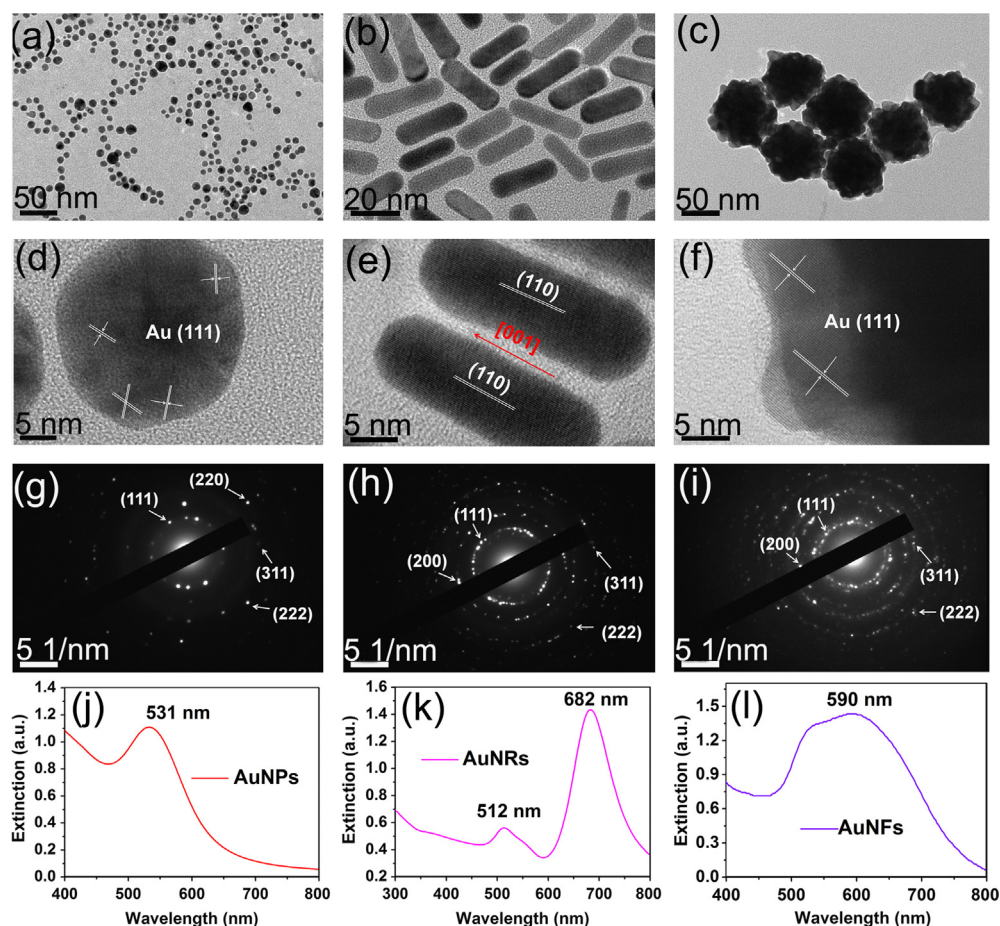 (a)
50 nm
(b)
20 nm
(c)
50 nm
(d)
Au (111)
5 nm
(e)
(110)
[001]
(110)
5 nm
(f)
Au (111)
5 nm
(g)
(220)
(111)
(311)
(222)
5 1/nm
(h)
(111)
(200)
(311)
(222)
5 1/nm
(i)
(111)
(200)
(311)
(222)
5 1/nm
(j)
531 nm
AuNPs
Extinction (a.u.)
1.4
1.2
1.0
0.8
0.6
0.4
0.2
0.0
400 500 600 700 800
Wavelength (nm)
(k)
682 nm
AuNRs
512 nm
Extinction (a.u.)
1.6
1.4
1.2
1.0
0.8
0.6
0.4
0.2
300 400 500 600 700 800
Wavelength (nm)
(l)
590 nm
AuNFs
Extinction (a.u.)
1.5
1.2
0.9
0.6
0.3
0.0
400 500 600 700 800
Wavelength (nm)